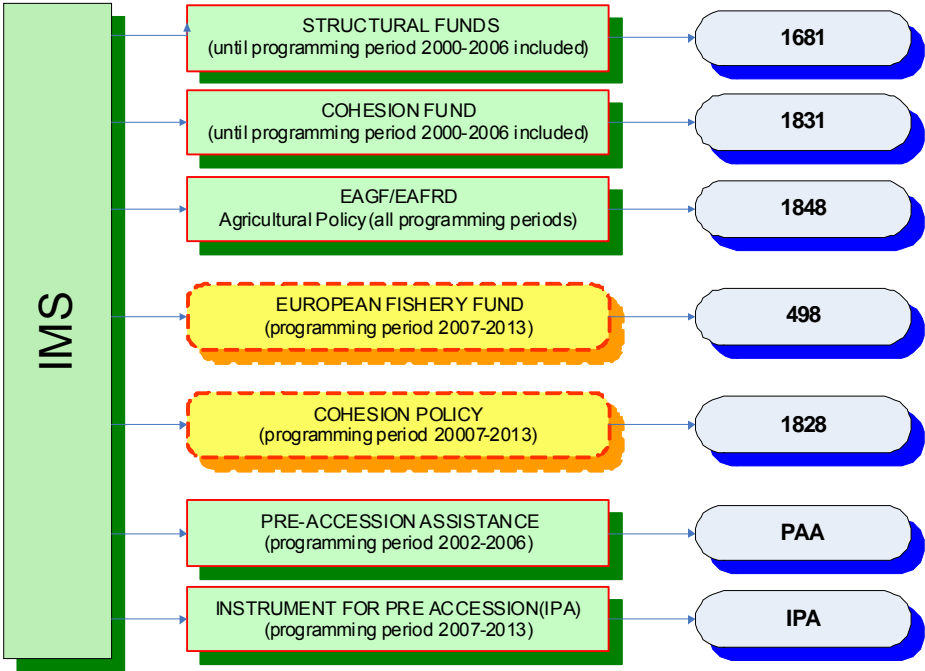 IMS
STRUCTURAL FUNDS
(until programming period 2000-2006 included)
1681
COHESION FUND
(until programming period 2000-2006 included)
1831
EAGF/EAFRD
Agricultural Policy (all programming periods)
1848
EUROPEAN FISHERY FUND
(programming period 2007-2013)
498
COHESION POLICY
(programming period 20007-2013)
1828
PRE-ACCESSION ASSISTANCE
(programming period 2002-2006)
PAA
INSTRUMENT FOR PRE ACCESSION(IPA)
(programming period 2007-2013)
IPA